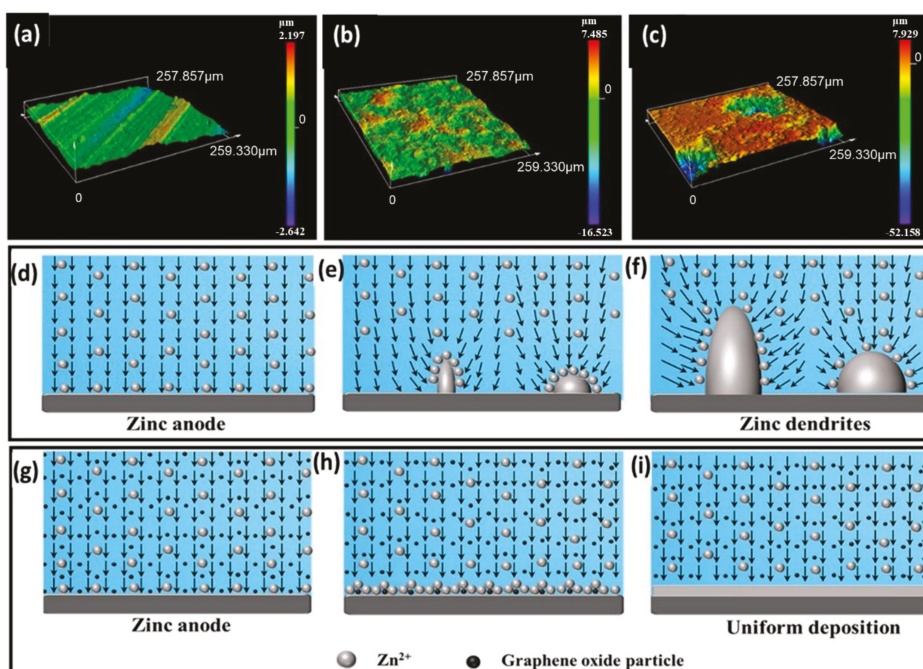 (a)
µm
2.197
257.857µm
0
259.330µm
0
-2.642
(b)
µm
7.485
257.857µm
0
259.330µm
0
-16.523
(c)
µm
7.929
0
257.857µm
259.330µm
0
-52.158
(d)
(e)
(f)
Zinc anode
Zinc dendrites
(g)
(h)
(i)
Zinc anode
Uniform deposition
Zn²⁺
Graphene oxide particle